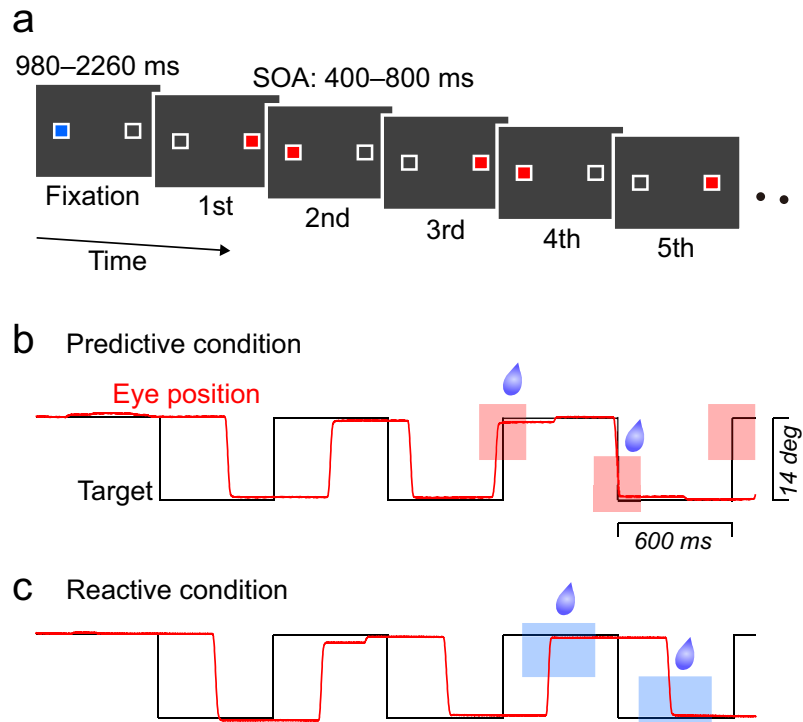 a
980–2260 ms
SOA: 400–800 ms
Fixation
1st
2nd
3rd
4th
5th
Time
b Predictive condition
Eye position
Target
14 deg
600 ms
c Reactive condition